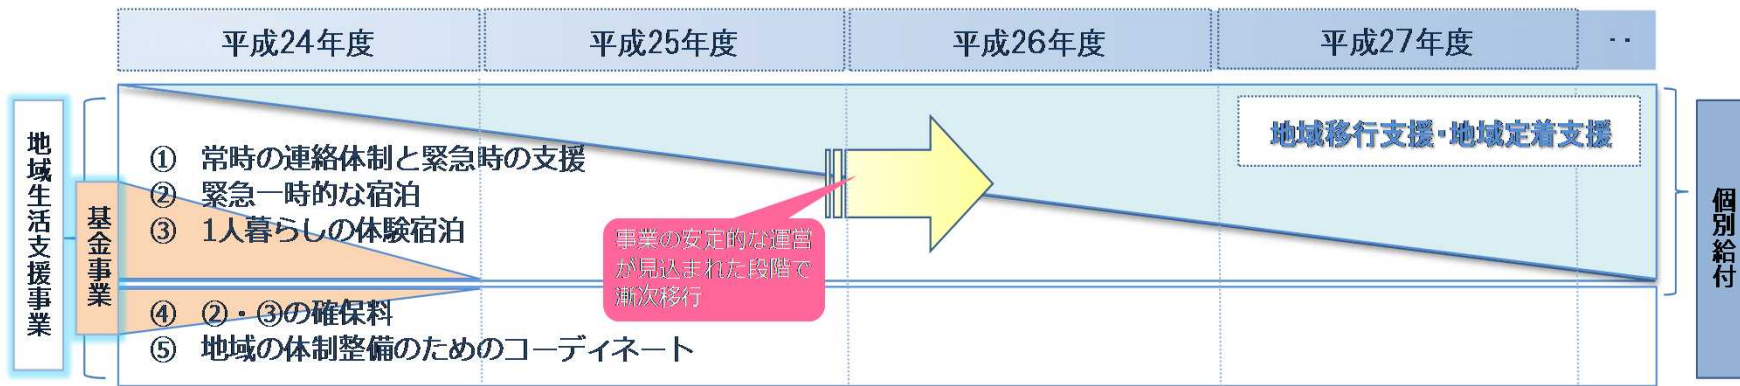 平成24年度
平成25年度
平成26年度
平成27年度
‥
地域生活支援事業
基金事業
① 常時の連絡体制と緊急時の支援
② 緊急一時的な宿泊
③ 1人暮らしの体験宿泊
④ ②・③の確保料
⑤ 地域の体制整備のためのコーディネート
事業の安定的な運営
が見込まれた段階で
漸次移行
地域移行支援・地域定着支援
個別給付